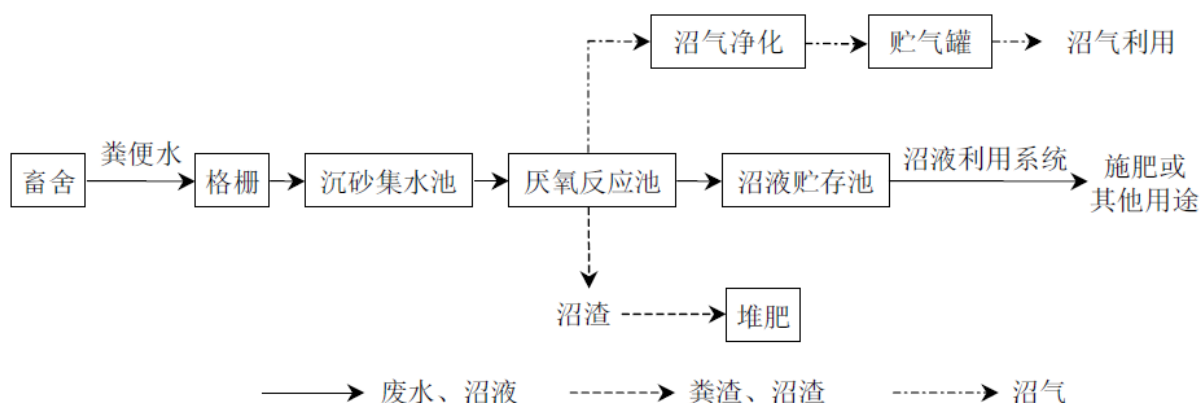 沼气净化
贮气罐
沼气利用
畜舍
粪便水
格栅
沉砂集水池
厌氧反应池
沼液贮存池
沼液利用系统
施肥或
其他用途
沼渣
堆肥
废水、沼液
粪渣、沼渣
沼气